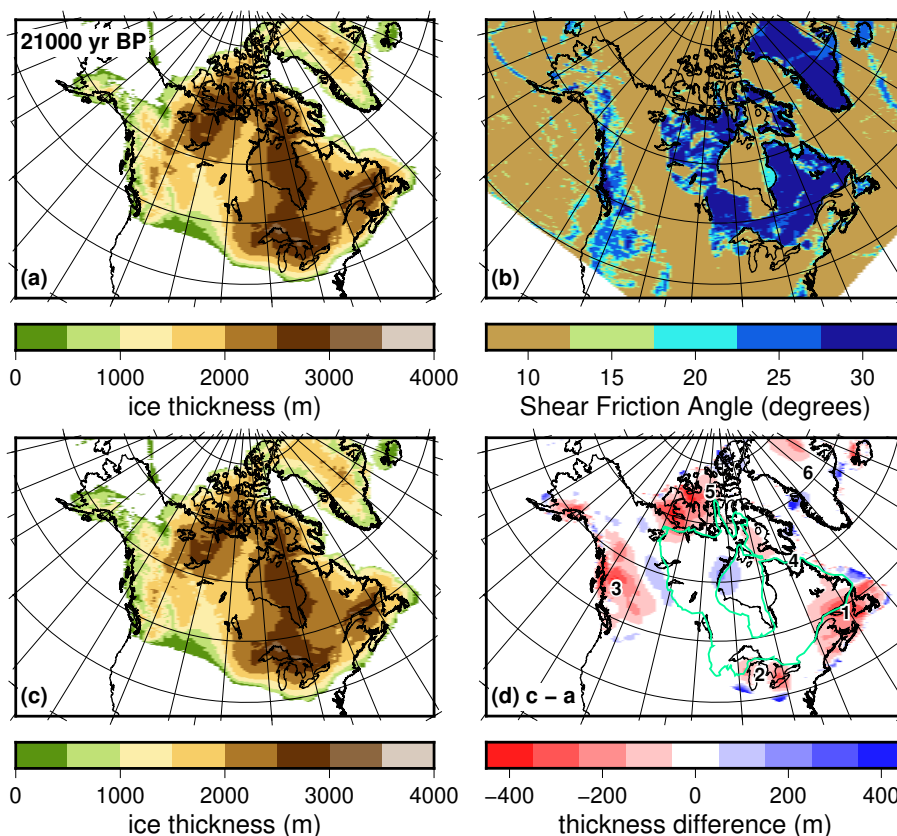 21000 yr BP
(a)
(b)
0 1000 2000 3000 4000
ice thickness (m)
10 15 20 25 30
Shear Friction Angle (degrees)
(c)
5
6
4
3
1
2
(d) c − a
0 1000 2000 3000 4000
ice thickness (m)
−400 −200 0 200 400
thickness difference (m)